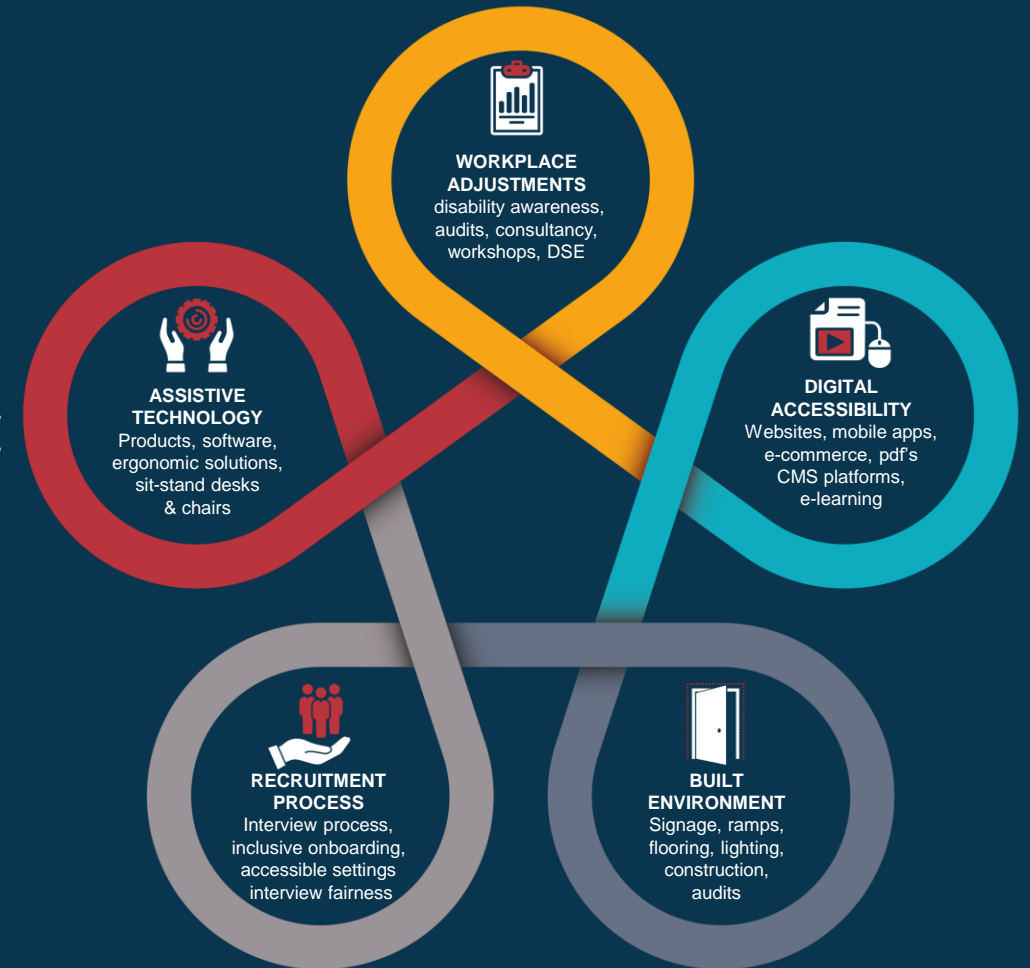 WORKPLACE
ADJUSTMENTS
disability awareness,
audits, consultancy,
workshops, DSE
ASSISTIVE
TECHNOLOGY
Products, software,
ergonomic solutions,
sit-stand desks
& chairs
DIGITAL
ACCESSIBILITY
Websites, mobile apps,
e-commerce, pdf's
CMS platforms,
e-learning
RECRUITMENT
PROCESS
Interview process,
inclusive onboarding,
accessible settings
interview fairness
BUILT
ENVIRONMENT
Signage, ramps,
flooring, lighting,
construction,
audits